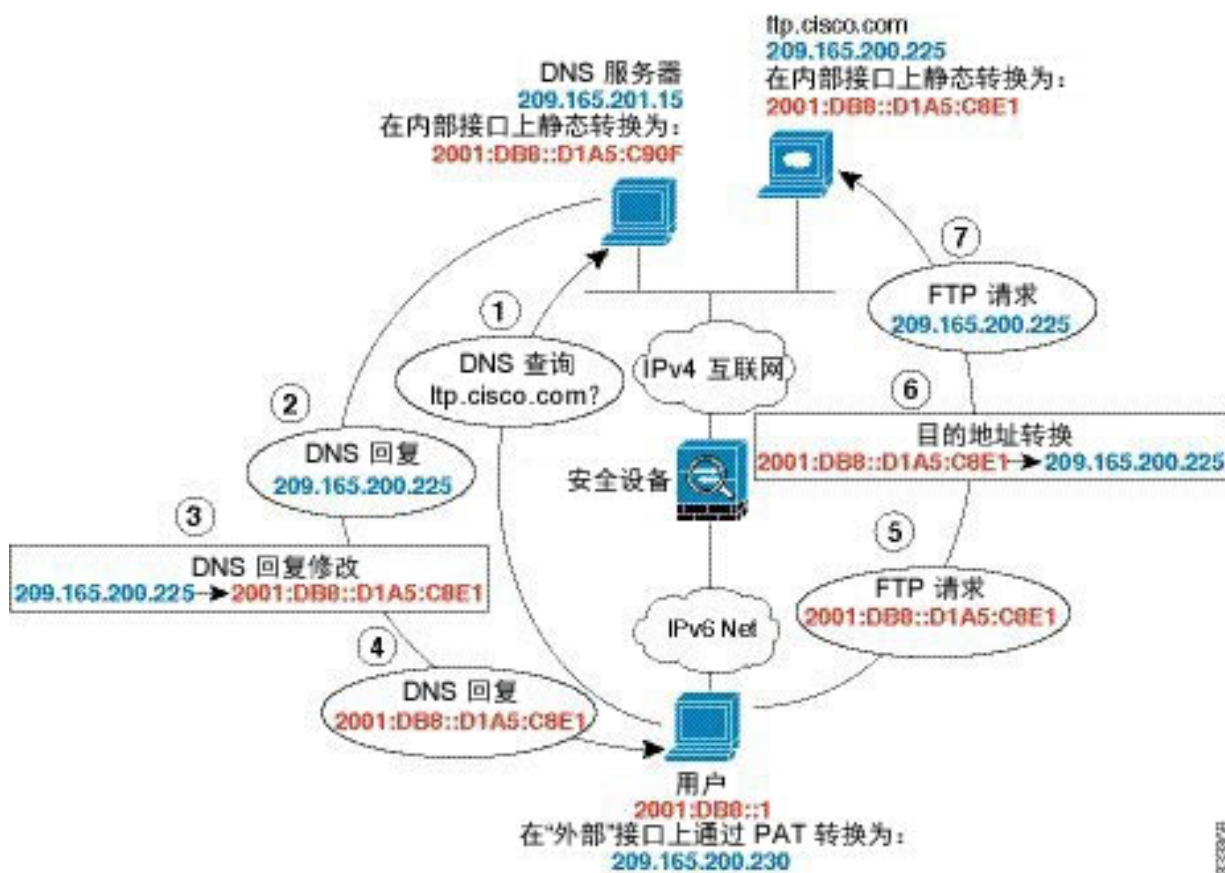 ftp.cisco.com
209.165.200.225
在内部接口上静态转换为：
2001:DB8::D1A5:C8E1
DNS 服务器
209.165.201.15
在内部接口上静态转换为：
2001:DB8::D1A5:C90F
7
FTP 请求
209.165.200.225
1
DNS 查询
ftp.cisco.com?
IPv4 互联网
2
DNS 回复
209.165.200.225
6
目的地址转换
2001:DB8::D1A5:C8E1 209.165.200.225
安全设备
3
DNS 回复修改
209.165.200.225 2001:DB8::D1A5:C8E1
5
FTP 请求
2001:DB8::D1A5:C8E1
IPv6 Net
4
DNS 回复
2001:DB8::D1A5:C8E1
用户
2001:DB8::1
在“外部”接口上通过 PAT 转换为：
209.165.200.230